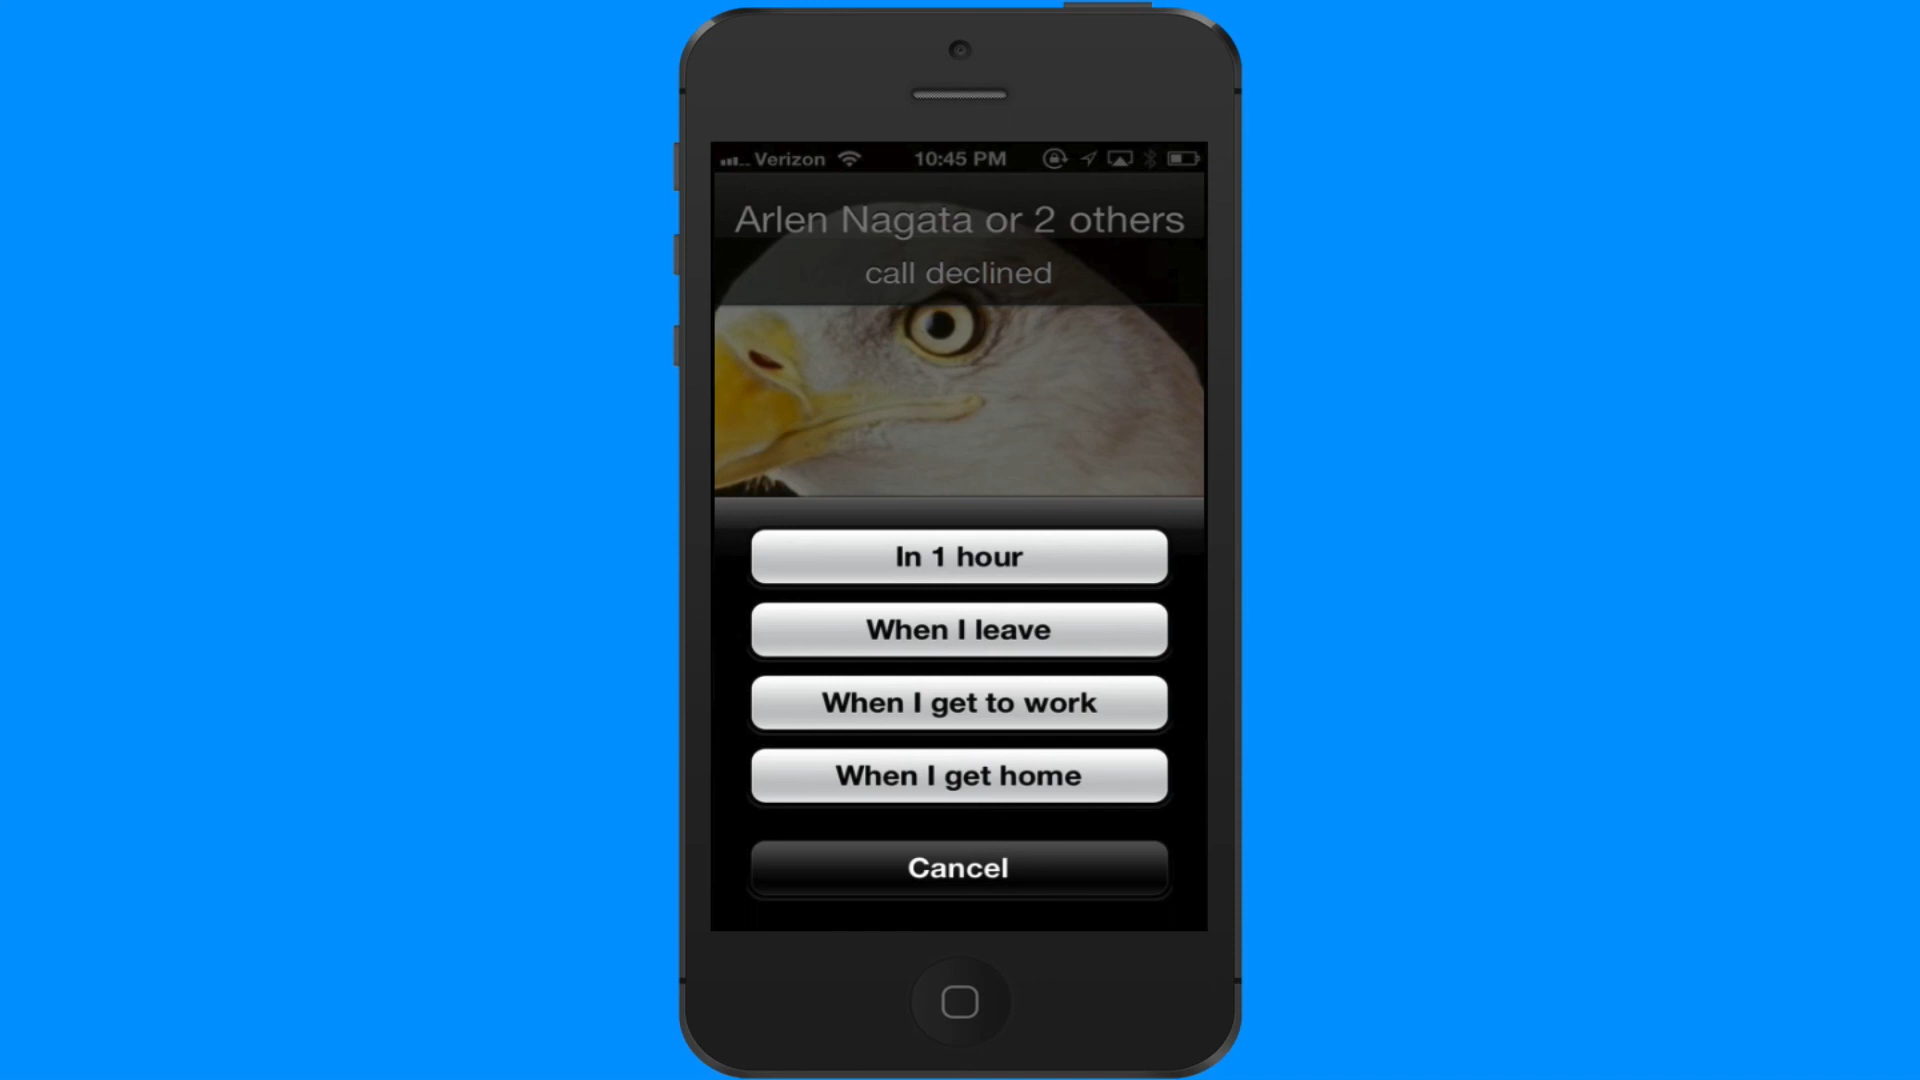 Verizon 10:45 PM
Arlen Nagata or 2 others
call declined
In 1 hour
When I leave
When I get to work
When I get home
Cancel